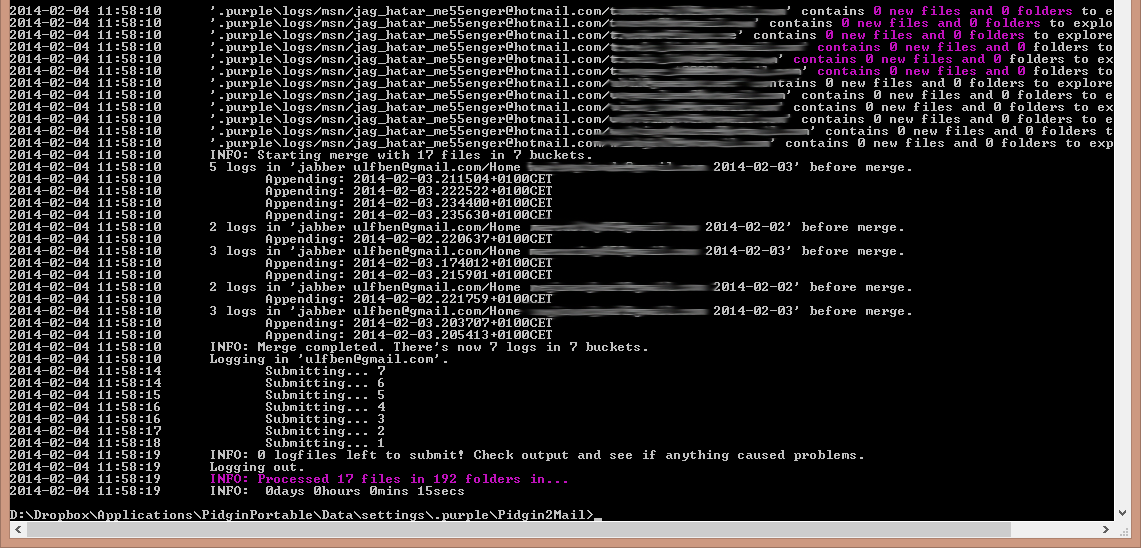 2014-02-04 11:58:10 '.purple\logs/msn/jag_hatar_me55enger@hotmail.com/t ' contains 0 new files and 0 folders to e
2014-02-04 11:58:10 '.purple\logs/msn/jag_hatar_me55enger@hotmail.com/t ' contains 0 new files and 0 folders to ex
2014-02-04 11:58:10 '.purple\logs/msn/jag_hatar_me55enger@hotmail.com/t ' contains 0 new files and 0 folders to explore
2014-02-04 11:58:10 '.purple\logs/msn/jag_hatar_me55enger@hotmail.com/t contains 0 new files and 0 folders to
2014-02-04 11:58:10 '.purple\logs/msn/jag_hatar_me55enger@hotmail.com/t ' contains 0 new files and 0 folders to exp
2014-02-04 11:58:10 '.purple\logs/msn/jag_hatar_me55enger@hotmail.com/t ' contains 0 new files and 0 folders
2014-02-04 11:58:10 '.purple\logs/msn/jag_hatar_me55enger@hotmail.com/ ntains 0 new files and 0 folders to explore
2014-02-04 11:58:10 '.purple\logs/msn/jag_hatar_me55enger@hotmail.com/ ' contains 0 new files and 0 folders to e
2014-02-04 11:58:10 '.purple\logs/msn/jag_hatar_me55enger@hotmail.com/ ' contains 0 new files and 0 folders to ex
2014-02-04 11:58:10 '.purple\logs/msn/jag_hatar_me55enger@hotmail.com/ ' contains 0 new files and 0 folders to e
2014-02-04 11:58:10 '.purple\logs/msn/jag_hatar_me55enger@hotmail.com/ ' contains 0 new files and 0 folders
2014-02-04 11:58:10 '.purple\logs/msn/jag_hatar_me55enger@hotmail.com/ ' contains 0 new files and 0 folders to explo
2014-02-04 11:58:10 INFO: Starting merge with 17 files in 7 buckets.
2014-02-04 11:58:10 5 logs in 'jabber ulfben@gmail.com/Home 2014-02-03' before merge.
2014-02-04 11:58:10 Appending: 2014-02-03.211504+0100CET
2014-02-04 11:58:10 Appending: 2014-02-03.222522+0100CET
2014-02-04 11:58:10 Appending: 2014-02-03.234400+0100CET
2014-02-04 11:58:10 Appending: 2014-02-03.235630+0100CET
2014-02-04 11:58:10 2 logs in 'jabber ulfben@gmail.com/Home 2014-02-02' before merge.
2014-02-04 11:58:10 Appending: 2014-02-02.220637+0100CET
2014-02-04 11:58:10 3 logs in 'jabber ulfben@gmail.com/Home 2014-02-03' before merge.
2014-02-04 11:58:10 Appending: 2014-02-03.174012+0100CET
2014-02-04 11:58:10 Appending: 2014-02-03.215901+0100CET
2014-02-04 11:58:10 2 logs in 'jabber ulfben@gmail.com/Home 2014-02-02' before merge.
2014-02-04 11:58:10 Appending: 2014-02-02.221759+0100CET
2014-02-04 11:58:10 3 logs in 'jabber ulfben@gmail.com/Home 2014-02-03' before merge.
2014-02-04 11:58:10 Appending: 2014-02-03.203707+0100CET
2014-02-04 11:58:10 Appending: 2014-02-03.205413+0100CET
2014-02-04 11:58:10 INFO: Merge completed. There's now 7 logs in 7 buckets.
2014-02-04 11:58:10 Logging in 'ulfben@gmail.com'.
2014-02-04 11:58:14 Submitting... 7
2014-02-04 11:58:14 Submitting... 6
2014-02-04 11:58:15 Submitting... 5
2014-02-04 11:58:16 Submitting... 4
2014-02-04 11:58:16 Submitting... 3
2014-02-04 11:58:17 Submitting... 2
2014-02-04 11:58:18 Submitting... 1
2014-02-04 11:58:19 INFO: 0 logfiles left to submit! Check output and see if anything caused problems.
2014-02-04 11:58:19 Logging out.
2014-02-04 11:58:19 INFO: Processed 17 files in 192 folders in...
2014-02-04 11:58:19 INFO: 0days 0hours 0mins 15secs
D:\Dropbox\Applications\PidginPortable\Data\settings\.purple\Pidgin2Mail>_